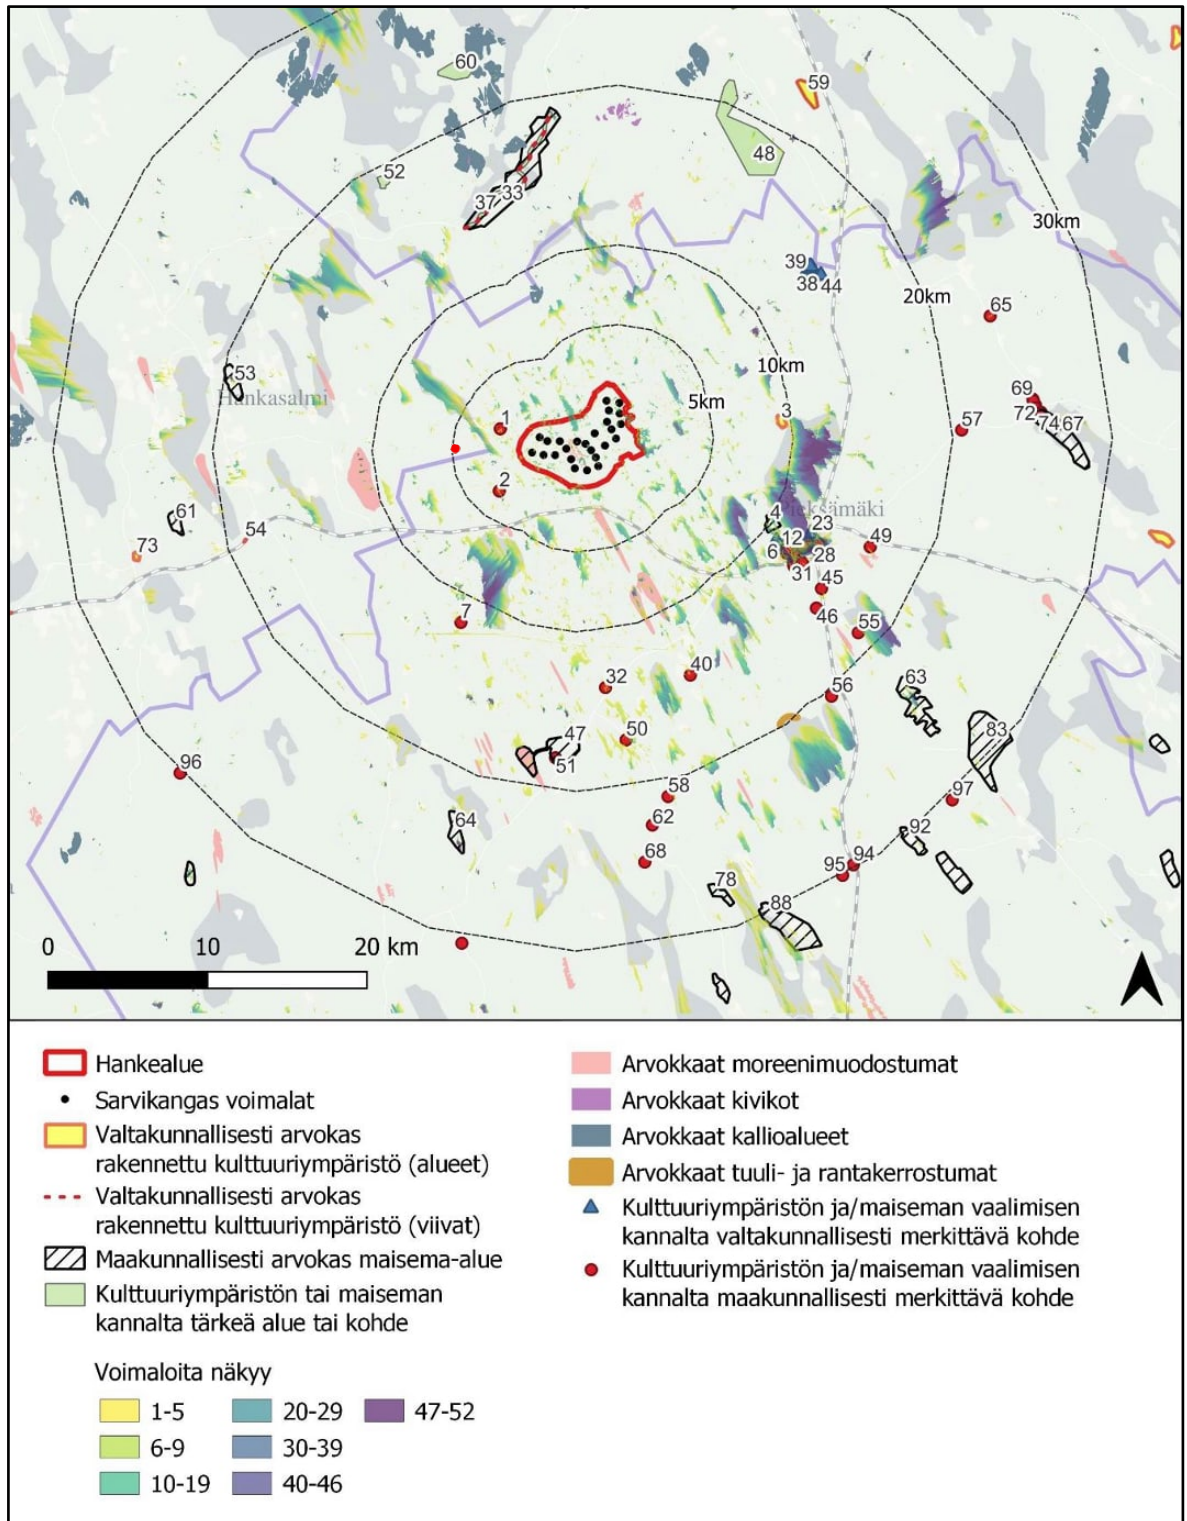 60
59
48
52
33
37
30km
39
38 44
20km
65
10km
53
Hankasalmi
69
5km
72 74 67
1
3
57
2
Pieksämäki
4
61
54
23
12
49
73
6
28
31
45
46
7
55
40
63
32
56
47
50
83
51
96
58
97
62
64
92
68
94
95
78
88
0 10 20 km
Hankealue
Sarvikangas voimalat
Valtakunnallisesti arvokas
rakennettu kulttuuriympäristö (alueet)
Valtakunnallisesti arvokas
rakennettu kulttuuriympäristö (viivat)
Maakunnallisesti arvokas maisema-alue
Kulttuuriympäristön tai maiseman
kannalta tärkeä alue tai kohde
Voimaloita näkyy
1-5
6-9
10-19
20-29
30-39
40-46
47-52
Arvokkaat moreenimuodostumat
Arvokkaat kivikot
Arvokkaat kallioalueet
Arvokkaat tuuli- ja rantakerrostumat
Kulttuuriympäristön ja/maiseman vaalimisen
kannalta valtakunnallisesti merkittävä kohde
Kulttuuriympäristön ja/maiseman vaalimisen
kannalta maakunnallisesti merkittävä kohde